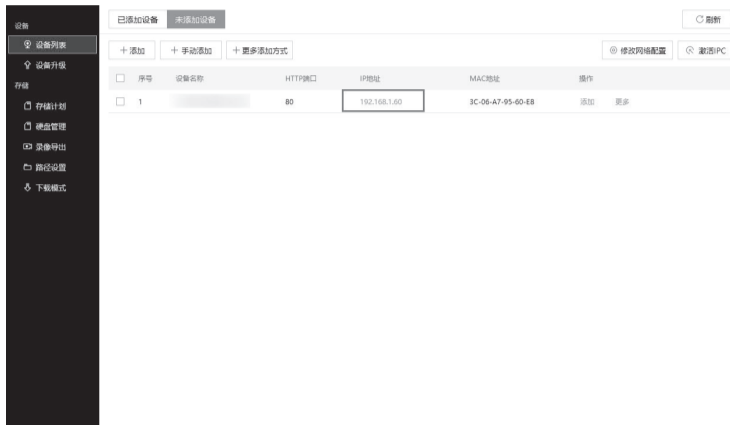 设备
设备列表
设备升级
存储
存储计划
硬盘管理
录像导出
路径设置
下载模式
已添加设备 未添加设备 刷新
添加 手动添加 更多添加方式 修改网络配置 激活IPC
序号 设备名称 HTTP端口 IP地址 MAC地址 操作
1 80 192.168.1.60 3C-06-A7-95-60-E8 添加 更多